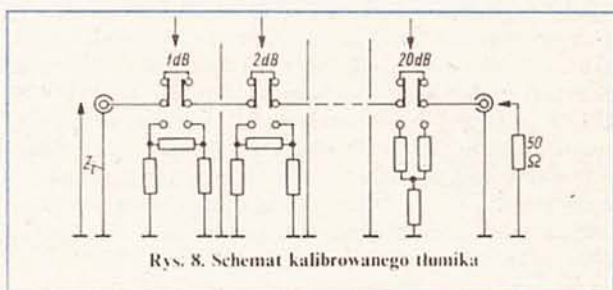 1dB
2dB
20dB
Z_T
50
Ω
Rys. 8. Schemat kalibrowanego tłumika